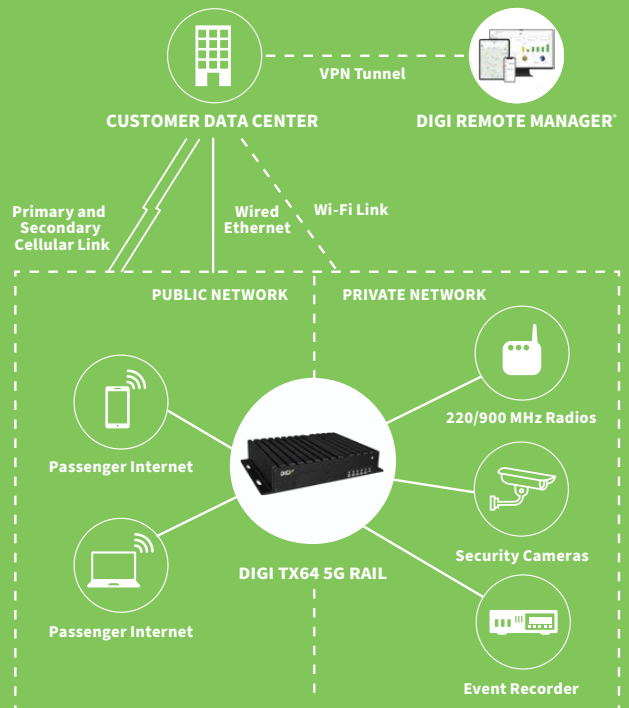 VPN Tunnel
CUSTOMER DATA CENTER
DIGI REMOTE MANAGER®
Primary and
Secondary
Cellular Link
Wired
Ethernet
Wi-Fi Link
PUBLIC NETWORK
PRIVATE NETWORK
220/900 MHz Radios
Passenger Internet
DIGI
Security Cameras
DIGI TX64 5G RAIL
Passenger Internet
Event Recorder